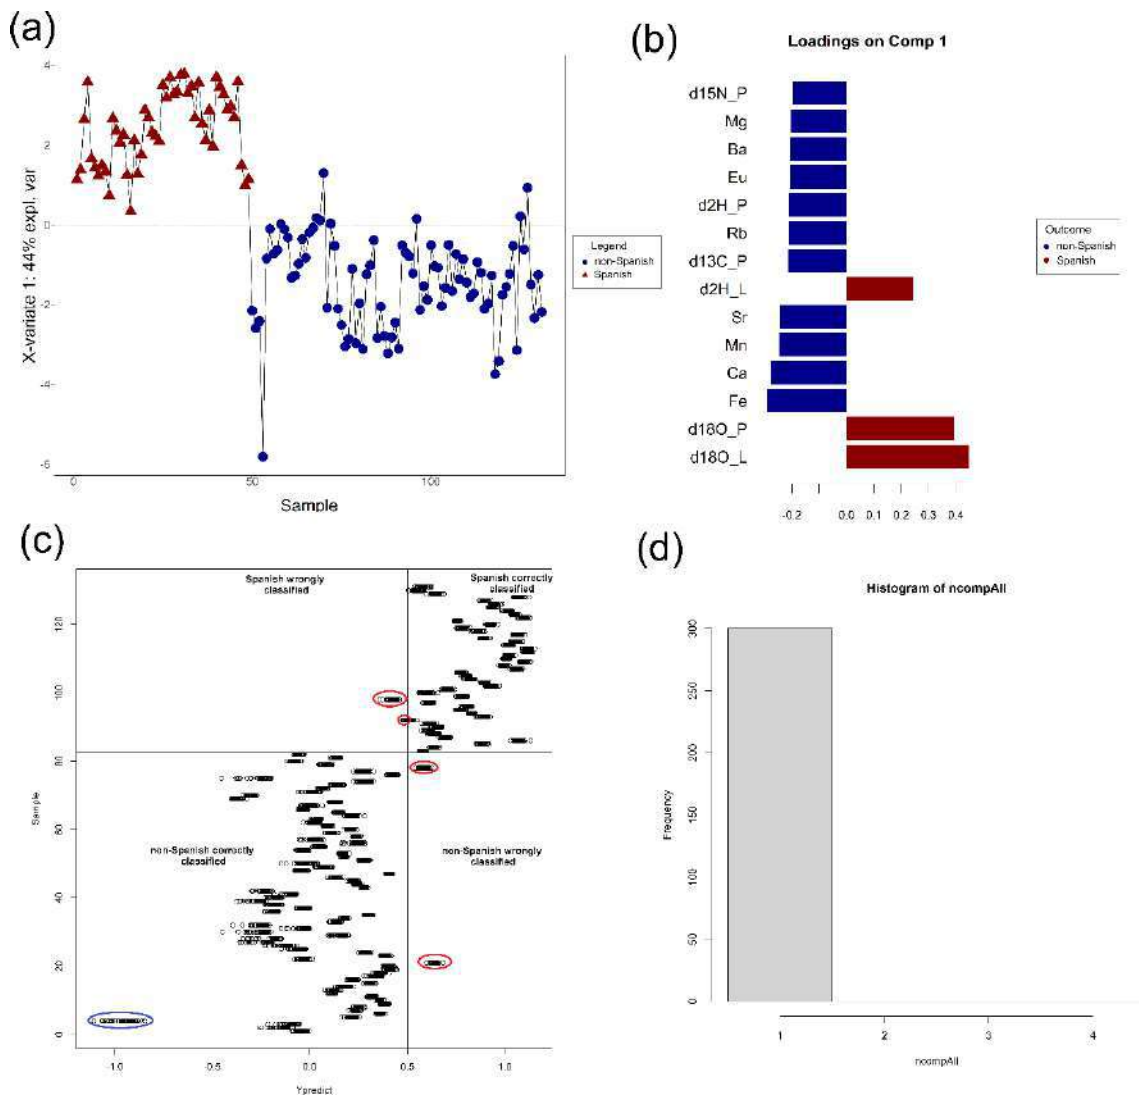 (a)
4
2
0
-2
-4
-6
X-variate 1: 44% expl. var
0
50
100
Sample
Legend
non-Spanish
Spanish
(b)
Loadings on Comp 1
d15N_P
Mg
Ba
Eu
d2H_P
Rb
d13C_P
d2H_L
Sr
Mn
Ca
Fe
d18O_P
d18O_L
-0.2
0.0
0.1
0.2
0.3
0.4
Outcome
non-Spanish
Spanish
(c)
Spanish wrongly
classified
Spanish correctly
classified
non-Spanish correctly
classified
non-Spanish wrongly
classified
120
100
80
60
40
20
0
Sample
-1.0
-0.5
0.0
0.5
1.0
Ypredict
(d)
Histogram of ncompAll
300
250
200
150
100
50
0
Frequency
1
2
3
4
ncompAll